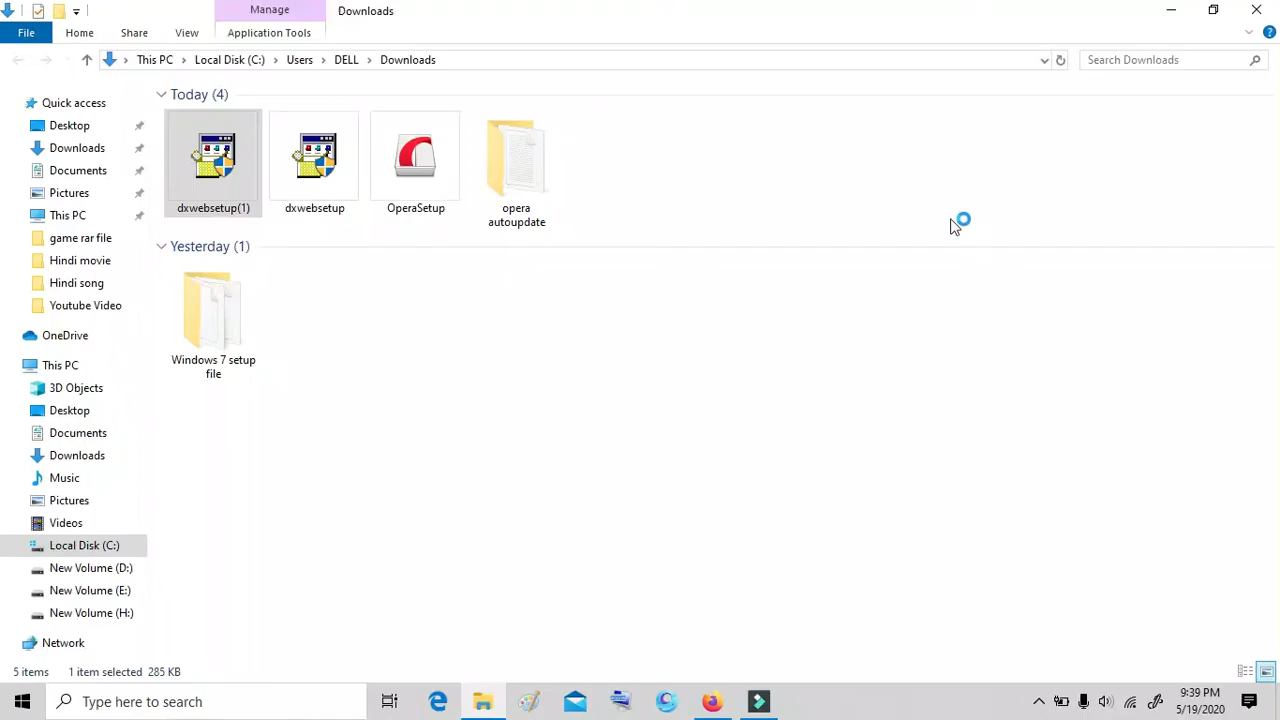 Manage
Downloads
File
Home
Share
View
Application Tools
This PC
Local Disk (C:)
Users
DELL
Downloads
Search Downloads
Quick access
Desktop
Downloads
Documents
Pictures
This PC
game rar file
Hindi movie
Hindi song
Youtube Video
OneDrive
This PC
3D Objects
Desktop
Documents
Downloads
Music
Pictures
Videos
Local Disk (C:)
New Volume (D:)
New Volume (E:)
New Volume (H:)
Network
Today (4)
dxwebsetup(1)
dxwebsetup
OperaSetup
opera
autoupdate
Yesterday (1)
Windows 7 setup
file
5 items
1 item selected 285 KB
Type here to search
9:39 PM
5/19/2020